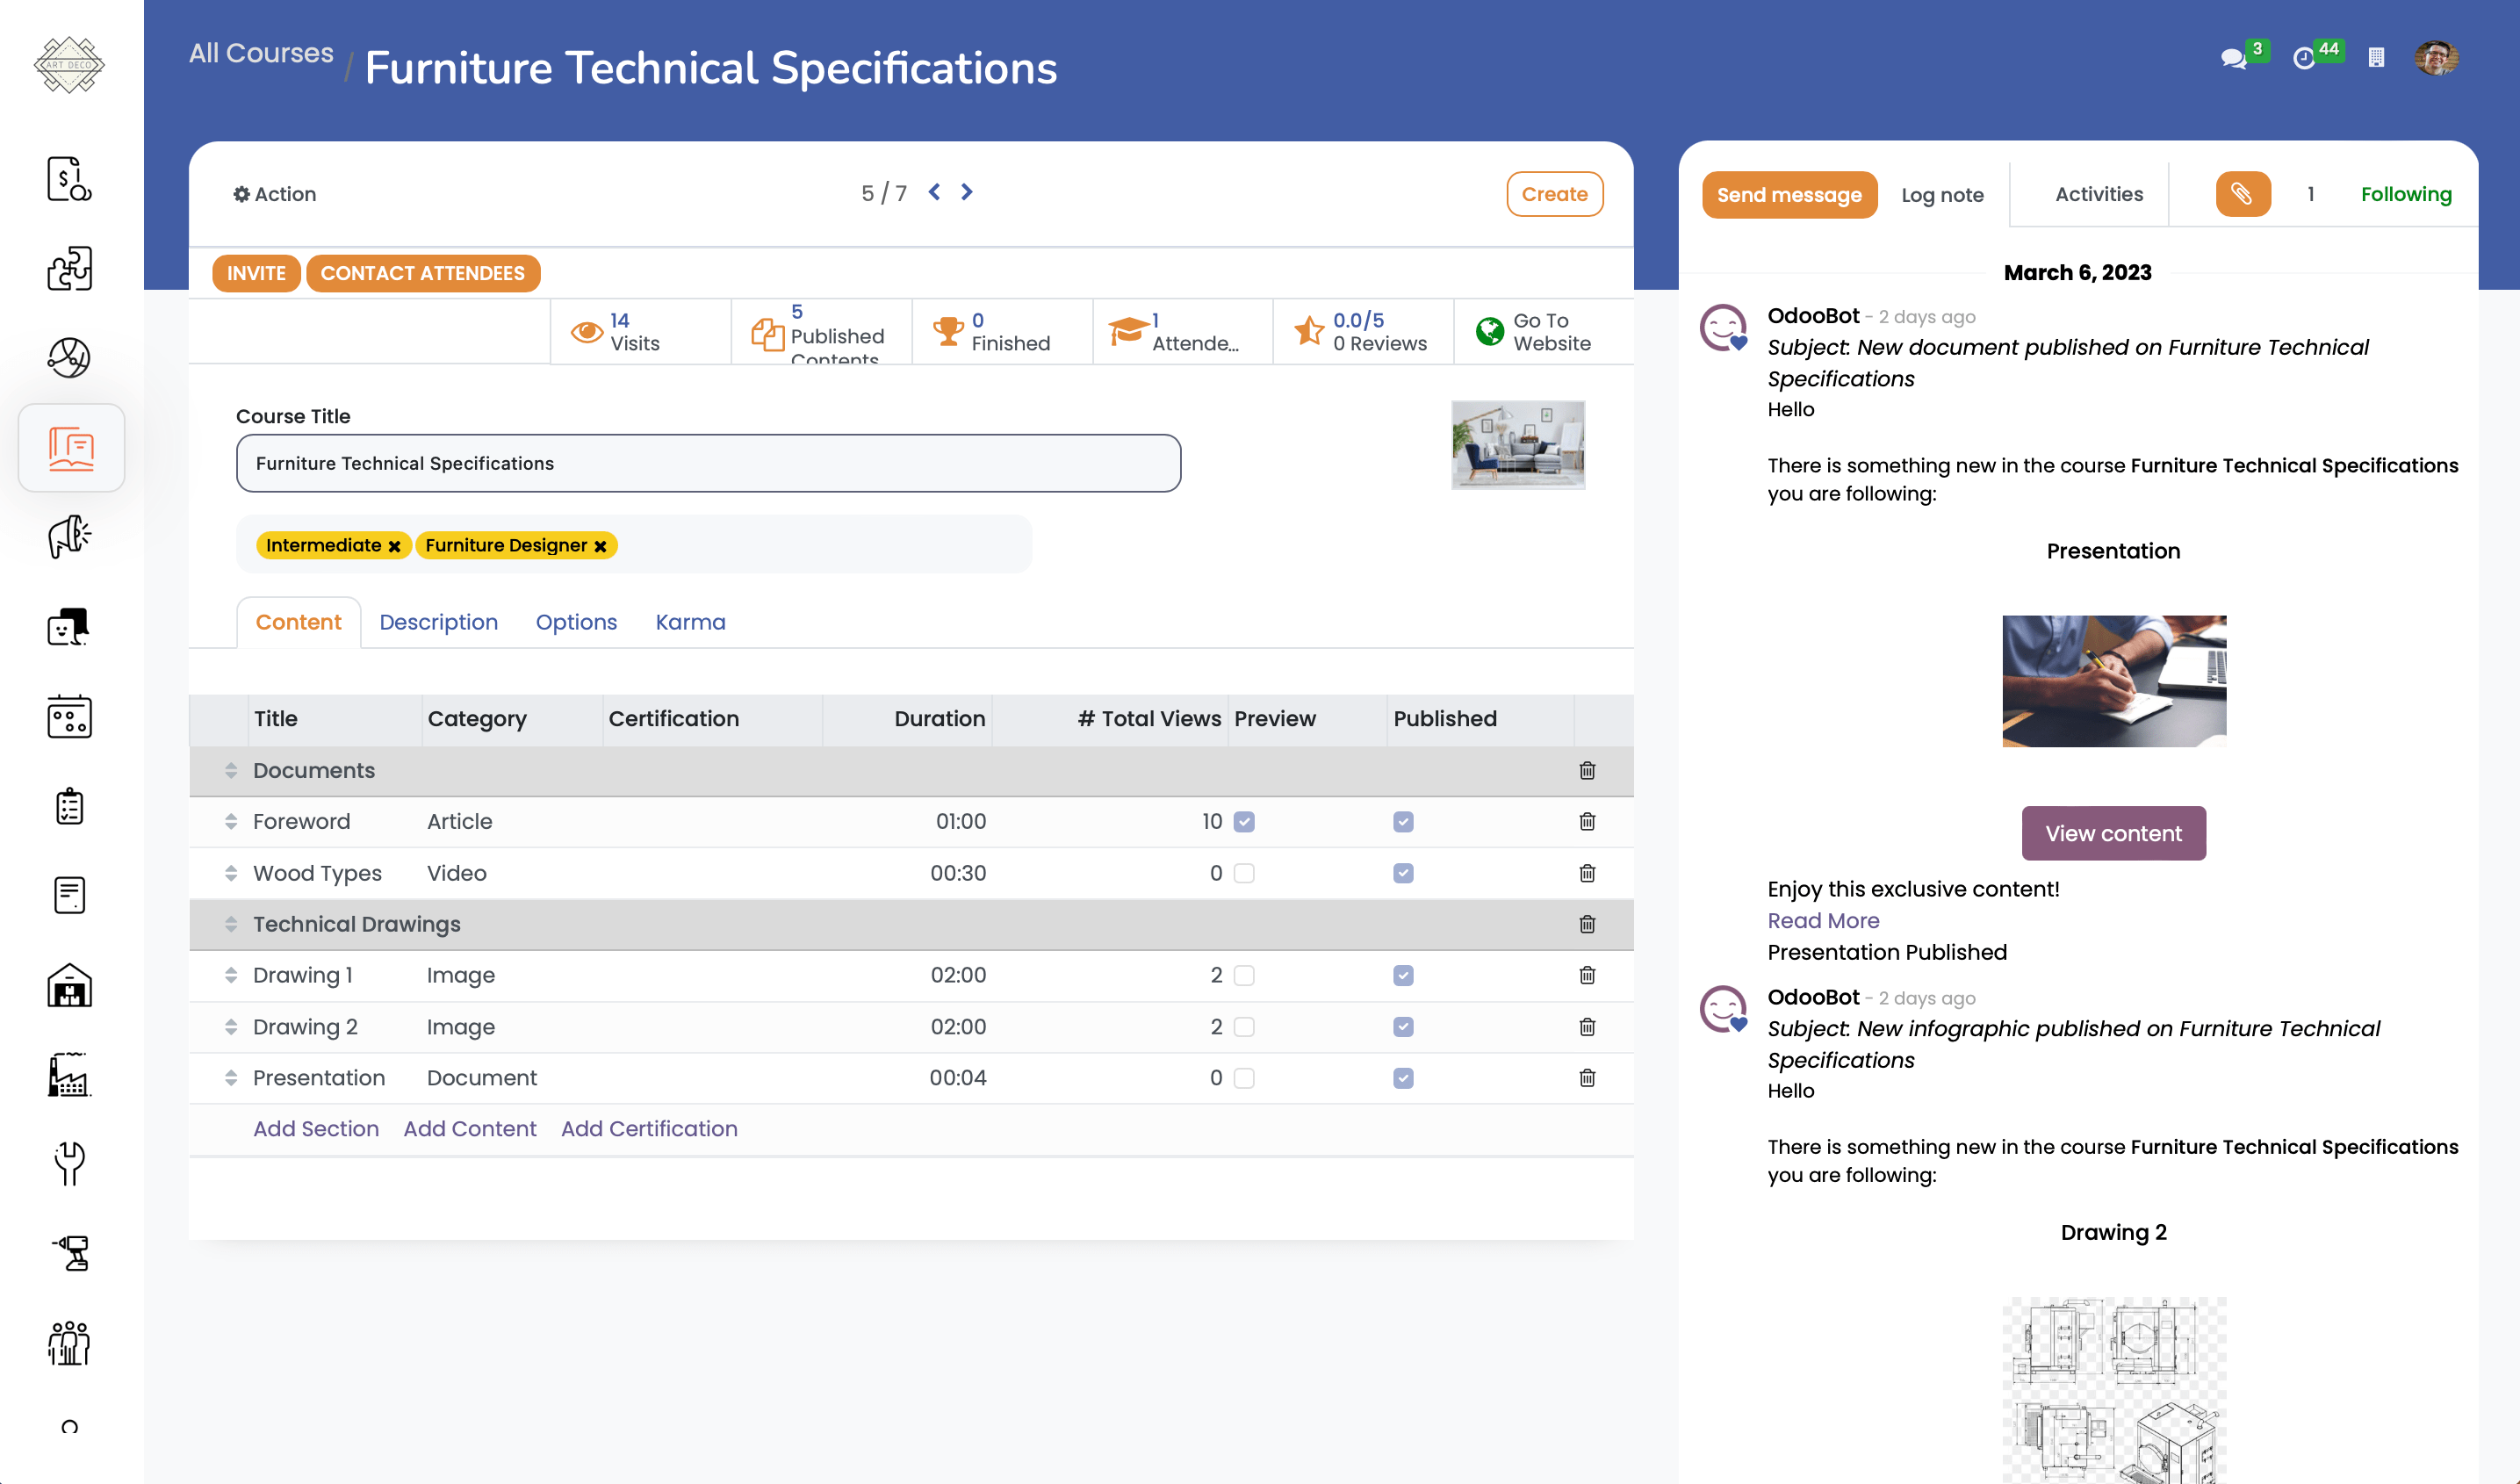 ART DECO
All Courses / Furniture Technical Specifications
3
44
Action
5 / 7
Create
INVITE
CONTACT ATTENDEES
14
Visits
5
Published
Contents
0
Finished
1
Attende...
0.0/5
0 Reviews
Go To
Website
Course Title
Furniture Technical Specifications
Intermediate
Furniture Designer
Content
Description
Options
Karma
Title Category Certification Duration # Total Views Preview Published
Documents
Foreword Article 01:00 10
Wood Types Video 00:30 0
Technical Drawings
Drawing 1 Image 02:00 2
Drawing 2 Image 02:00 2
Presentation Document 00:04 0
Add Section Add Content Add Certification
Send message
Log note
Activities
1
Following
March 6, 2023
OdooBot - 2 days ago
Subject: New document published on Furniture Technical
Specifications
Hello
There is something new in the course Furniture Technical Specifications
you are following:
Presentation
View content
Enjoy this exclusive content!
Read More
Presentation Published
OdooBot - 2 days ago
Subject: New infographic published on Furniture Technical
Specifications
Hello
There is something new in the course Furniture Technical Specifications
you are following:
Drawing 2